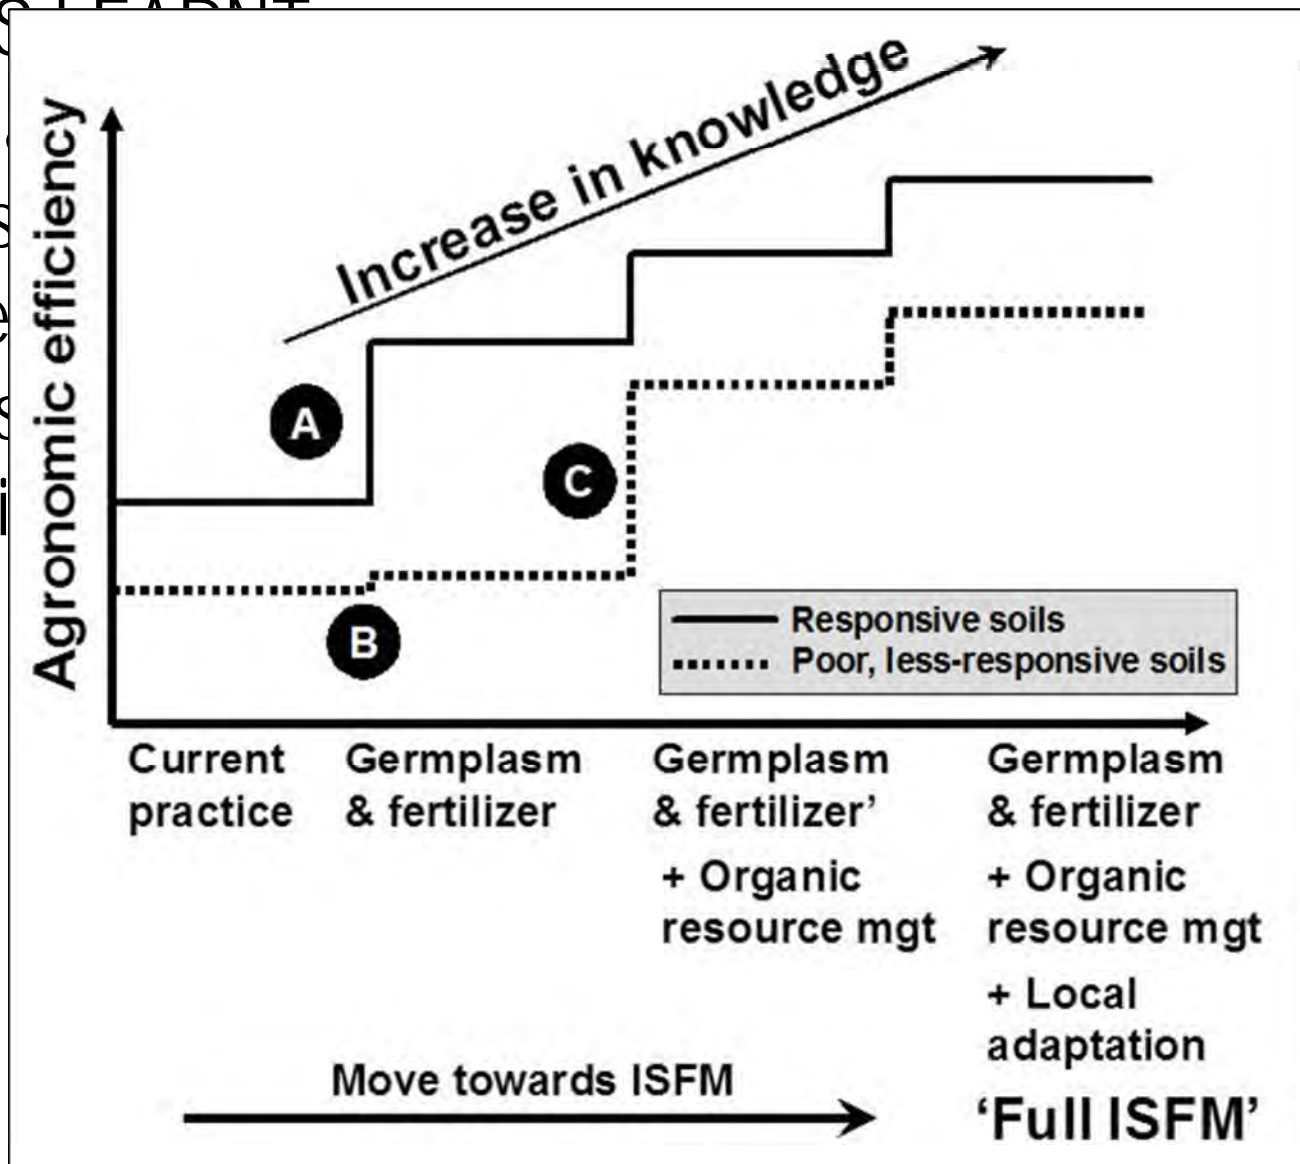 Increase in knowledge
Agronomic efficiency
A
C
B
Responsive soils
Poor, less-responsive soils
Current
practice
Germplasm
& fertilizer
Germplasm
& fertilizer’
+ Organic
resource mgt
Germplasm
& fertilizer
+ Organic
resource mgt
+ Local
adaptation
Move towards ISFM
‘Full ISFM’